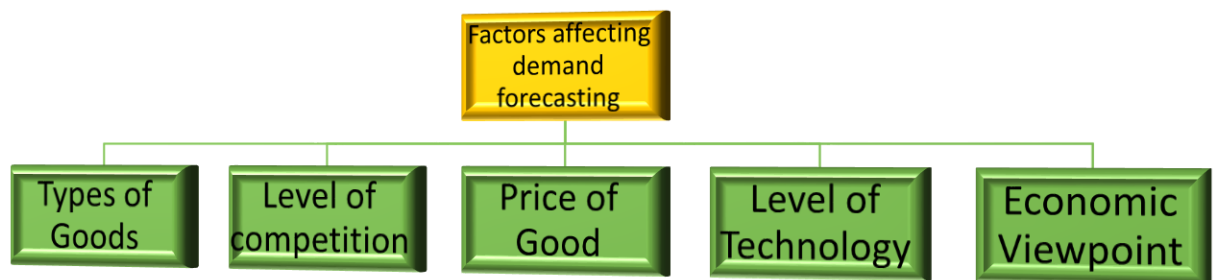 Factors affecting
demand
forecasting
Types of
Goods
Level of
competition
Price of
Good
Level of
Technology
Economic
Viewpoint